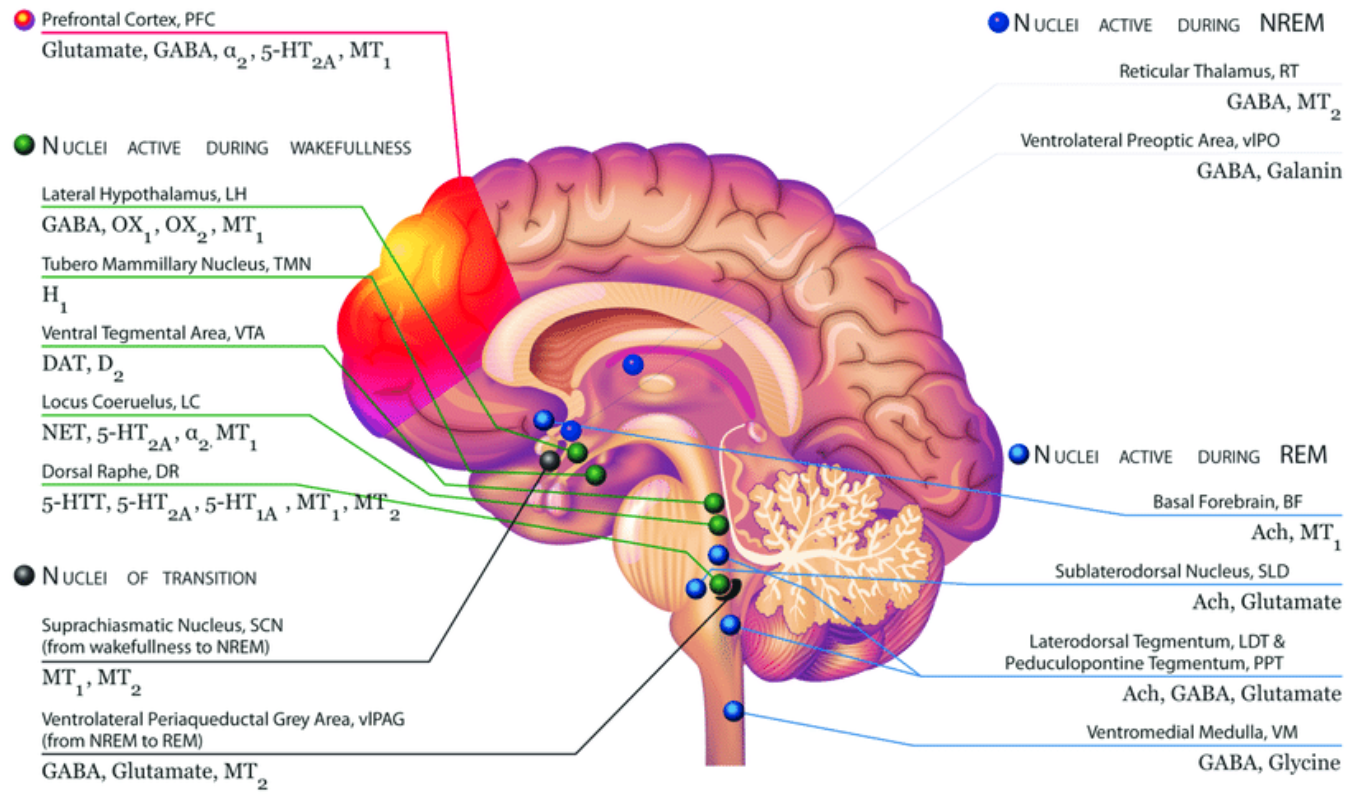 Prefrontal Cortex, PFC
Glutamate, GABA, α2, 5-HT2A, MT1
NUCLEI ACTIVE DURING WAKEFULLNESS
Lateral Hypothalamus, LH
GABA, OX1, OX2, MT1
Tubero Mammillary Nucleus, TMN
H1
Ventral Tegmental Area, VTA
DAT, D2
Locus Coeruelus, LC
NET, 5-HT2A, α2. MT1
Dorsal Raphe, DR
5-HTT, 5-HT2A, 5-HT1A , MT1, MT2
NUCLEI OF TRANSITION
Suprachiasmatic Nucleus, SCN
(from wakefullness to NREM)
MT1, MT2
Ventrolateral Periaqueductal Grey Area, vlPAG
(from NREM to REM)
GABA, Glutamate, MT2
NUCLEI ACTIVE DURING NREM
Reticular Thalamus, RT
GABA, MT2
Ventrolateral Preoptic Area, vlPO
GABA, Galanin
NUCLEI ACTIVE DURING REM
Basal Forebrain, BF
Ach, MT1
Sublaterodorsal Nucleus, SLD
Ach, Glutamate
Laterodorsal Tegmentum, LDT &
Peduculopontine Tegmentum, PPT
Ach, GABA, Glutamate
Ventromedial Medulla, VM
GABA, Glycine